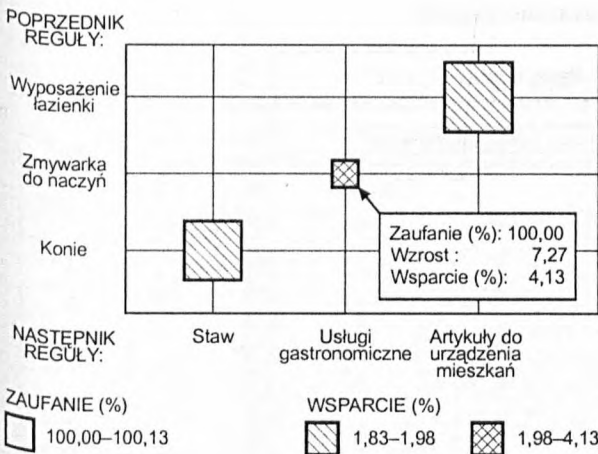 POPRZEDNIK
REGUŁY:
Wyposażenie
łazienki
Zmywarka
do naczyń
Konie
Zaufanie (%): 100,00
Wzrost : 7,27
Wsparcie (%): 4,13
NASTĘPNIK
REGUŁY:
Staw
Usługi
gastronomiczne
Artykuły do
urządzenia
mieszkań
ZAUFANIE (%)
100,00–100,13
WSPARCIE (%)
1,83–1,98
1,98–4,13